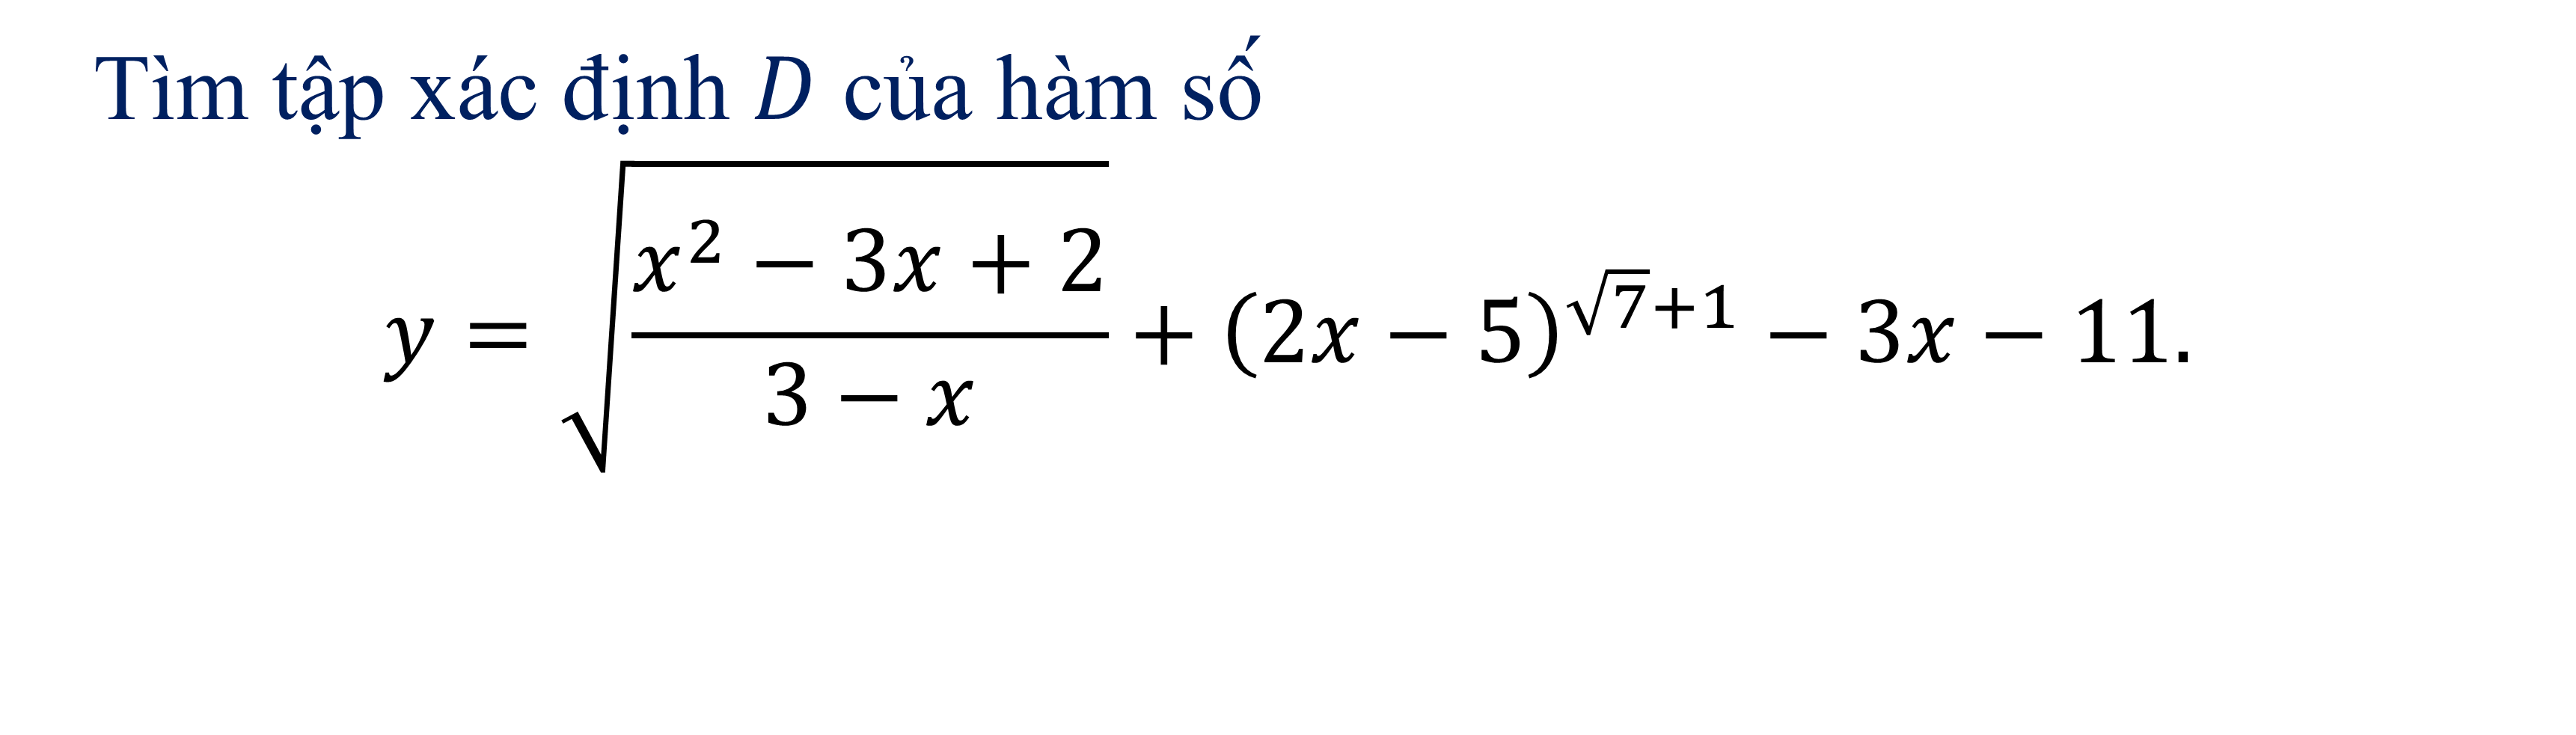 Tìm tập xác định D của hàm số
y = √((x² − 3x + 2)/(3 − x)) + (2x − 5)^(√7+1) − 3x − 11.